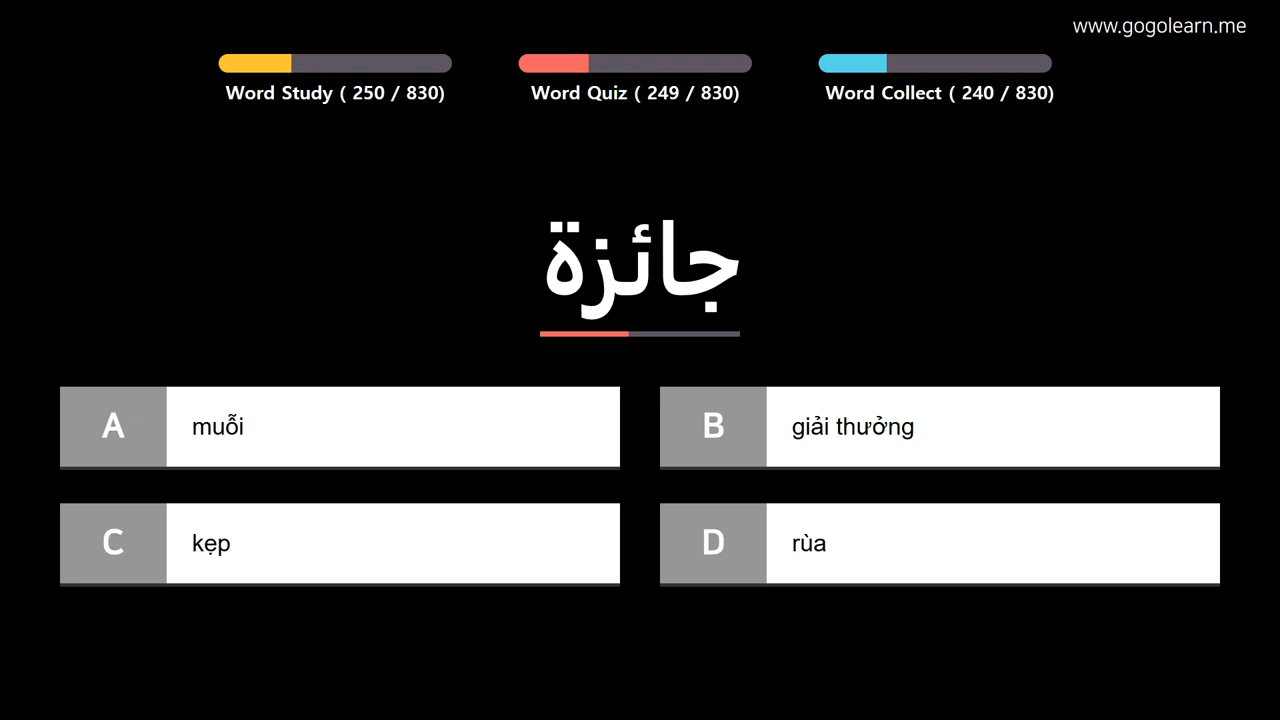 www.gogolearn.me
Word Study ( 250 / 830)
Word Quiz ( 249 / 830)
Word Collect ( 240 / 830)
جائزة
A
muỗi
B
giải thưởng
C
kẹp
D
rùa